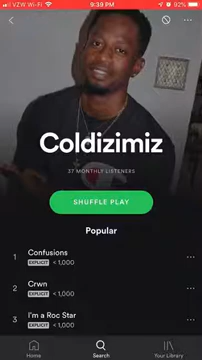 VZW Wi-Fi
9:39 PM
92%
Coldizimiz
37 MONTHLY LISTENERS
SHUFFLE PLAY
Popular
1 Confusions
EXPLICIT < 1,000
2 Crwn
EXPLICIT < 1,000
3 I'm a Roc Star
EXPLICIT < 1,000
Home Search Your Library